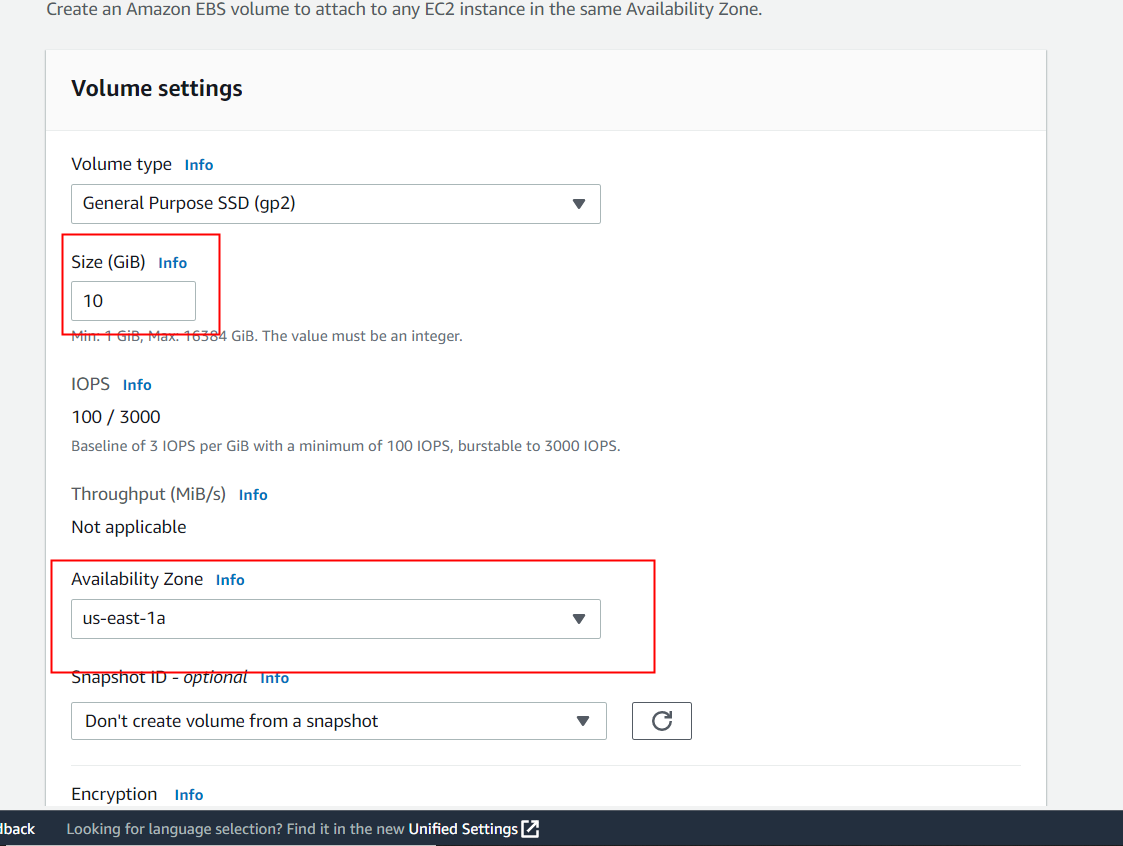 Create an Amazon EBS volume to attach to any EC2 instance in the same Availability Zone.
Volume settings
Volume type Info
General Purpose SSD (gp2)
Size (GiB) Info
10
Min: 1 GiB, Max: 16384 GiB. The value must be an integer.
IOPS Info
100 / 3000
Baseline of 3 IOPS per GiB with a minimum of 100 IOPS, burstable to 3000 IOPS.
Throughput (MiB/s) Info
Not applicable
Availability Zone Info
us-east-1a
Snapshot ID - optional Info
Don't create volume from a snapshot
Encryption Info
dback Looking for language selection? Find it in the new Unified Settings